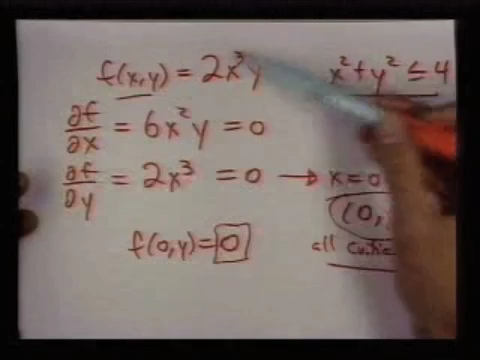 f(x,y) = 2x³y
x² + y² ≤ 4
∂f/∂x = 6x²y = 0
∂f/∂y = 2x³ = 0 → x = 0
(0,
f(0,y) = 0
all